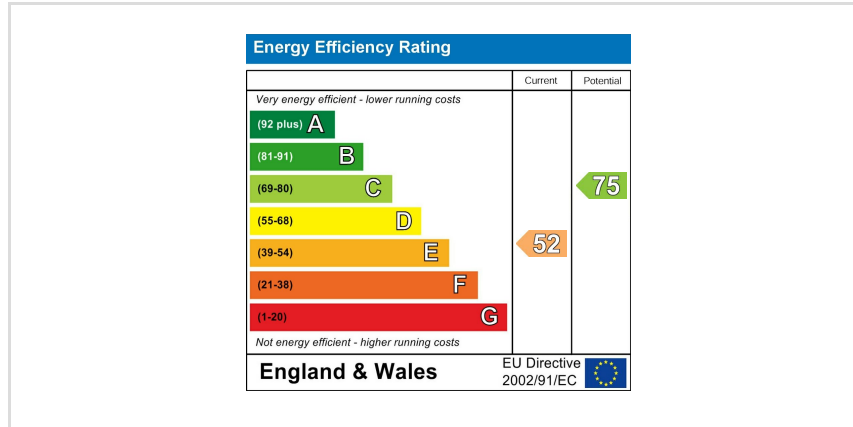 Energy Efficiency Rating
Current Potential
Very energy efficient - lower running costs
(92 plus) A
(81-91) B
(69-80) C
75
(55-68) D
(39-54) E
52
(21-38) F
(1-20) G
Not energy efficient - higher running costs
England & Wales
EU Directive
2002/91/EC